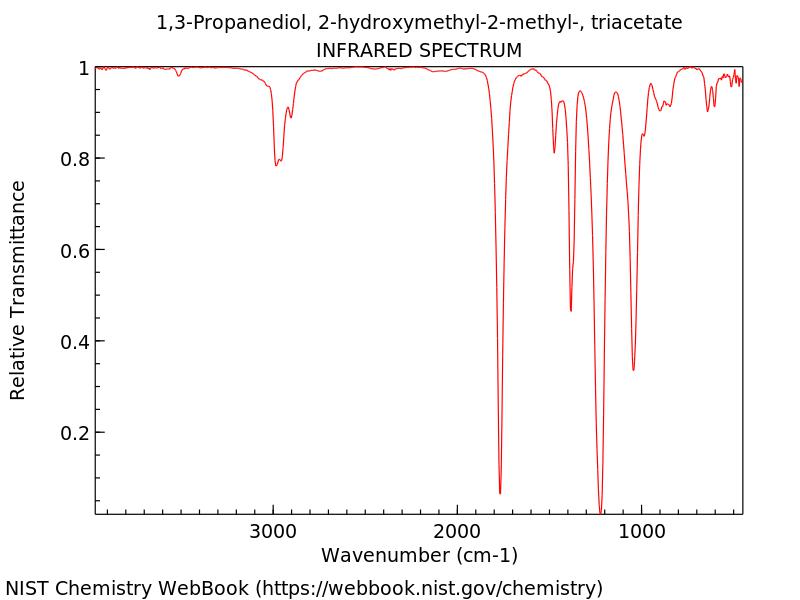 1,3-Propanediol, 2-hydroxymethyl-2-methyl-, triacetate
INFRARED SPECTRUM
1
0.8
0.6
0.4
0.2
Relative Transmittance
3000 2000 1000
Wavenumber (cm-1)
NIST Chemistry WebBook (https://webbook.nist.gov/chemistry)